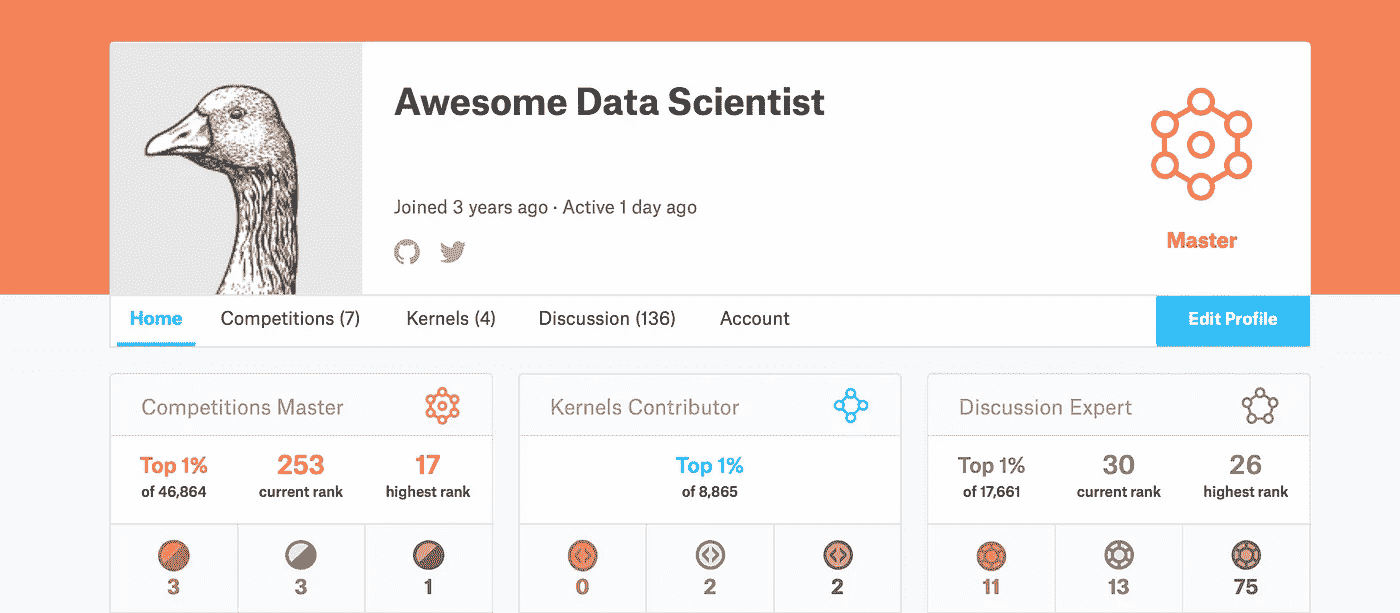 Awesome Data Scientist
Joined 3 years ago · Active 1 day ago
Master
Home Competitions (7) Kernels (4) Discussion (136) Account Edit Profile
Competitions Master
Top 1% 253 17
of 46,864 current rank highest rank
3 3 1
Kernels Contributor
Top 1%
of 8,865
0 2 2
Discussion Expert
Top 1% 30 26
of 17,661 current rank highest rank
11 13 75